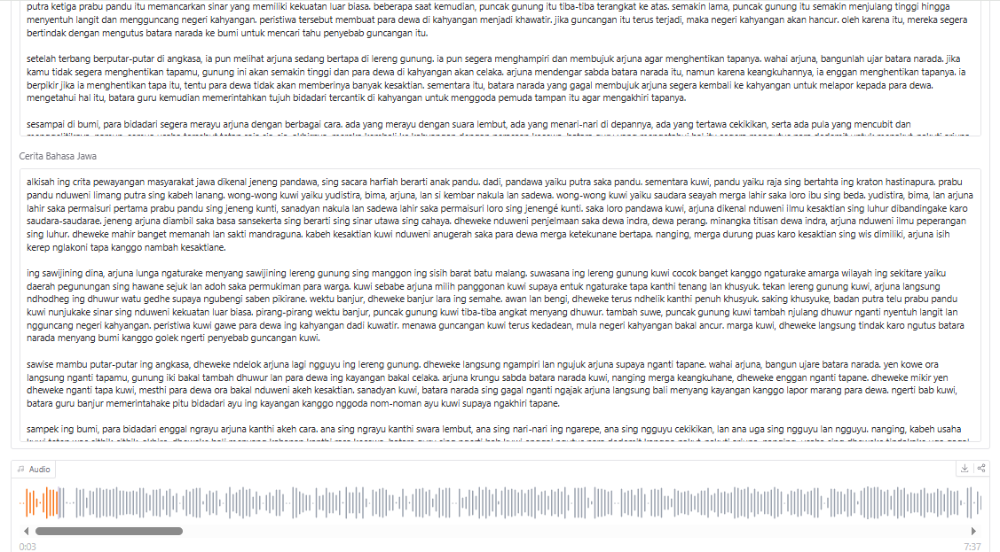 putra ketiga prabu pandu itu memancarkan sinar yang memiliki kekuatan luar biasa. beberapa saat kemudian, puncak gunung itu tiba-tiba terangkat ke atas. semakin lama, puncak gunung itu semakin menjulang tinggi hingga
menyentuh langit dan mengguncang negeri kahyangan. peristiwa tersebut membuat para dewa di kahyangan menjadi khawatir. jika guncangan itu terus terjadi, maka negeri kahyangan akan hancur. oleh karena itu, mereka segera
bertindak dengan mengutus batara narada ke bumi untuk mencari tahu penyebab guncangan itu.
setelah terbang berputar-putar di angkasa, ia pun melihat arjuna sedang bertapa di lereng gunung. ia pun segera menghampiri dan membujuk arjuna agar menghentikan tapanya. wahai arjuna, bangunlah ujar batara narada. jika
kamu tidak segera menghentikan tapamu, gunung ini akan semakin tinggi dan para dewa di kahyangan akan celaka. arjuna mendengar sabda batara narada itu, namun karena keangkuhannya, ia enggan menghentikan tapanya. ia
berpikir jika ia menghentikan tapa itu, tentu para dewa tidak akan memberinya banyak kesaktian. sementara itu, batara narada yang gagal membujuk arjuna segera kembali ke kahyangan untuk melapor kepada para dewa.
mengetahui hal itu, batara guru kemudian memerintahkan tujuh bidadari tercantik di kahyangan untuk menggoda pemuda tampan itu agar mengakhiri tapanya.
sesampai di bumi, para bidadari segera merayu arjuna dengan berbagai cara. ada yang merayu dengan suara lembut, ada yang menari-nari di depannya, ada yang tertawa cekikikan, serta ada pula yang mencubit dan
Cerita Bahasa Jawa
alkisah ing crita pewayangan masyarakat jawa dikenal jeneng pandawa, sing sacara harfiah berarti anak pandu. dadi, pandawa yaiku putra saka pandu. sementara kuwi, pandu yaiku raja sing bertahta ing kraton hastinapura. prabu
pandu nduweni limang putra sing kabeh lanang. wong-wong kuwi yaiku yudistira, bima, arjuna, lan si kembar nakula lan sadewa. wong-wong kuwi yaiku saudara seayah merga lahir saka loro ibu sing beda. yudistira, bima, lan arjuna
lahir saka permaisuri pertama prabu pandu sing jeneng kunti, sanadyan nakula lan sadewa lahir saka permaisuri loro sing jenengé kunti. saka loro pandawa kuwi, arjuna dikenal nduweni ilmu kesaktian sing luhur dibandingake karo
saudara-saudarae. jeneng arjuna diambil saka basa sansekerta sing berarti sing sinar utawa sing cahaya. dheweke nduweni penjelmaan saka dewa indra, dewa perang. minangka titisan dewa indra, arjuna nduweni ilmu peperangan
sing luhur. dheweke mahir banget memanah lan sakti mandraguna. kabeh kesaktian kuwi nduweni anugerah saka para dewa merga ketekunane bertapa. nanging, merga durung puas karo kesaktian sing wis dimiliki, arjuna isih
kerep nglakoni tapa kanggo nambah kesaktiane.
ing sawijining dina, arjuna lunga ngaturake menyang sawijining lereng gunung sing manggon ing sisih barat batu malang. suwasana ing lereng gunung kuwi cocok banget kanggo ngaturake amarga wilayah ing sekitare yaiku
daerah pegunungan sing hawane sejuk lan adoh saka permukiman para warga. kuwi sebabe arjuna milih panggonan kuwi supaya entuk ngaturake tapa kanthi tenang lan khusyuk. tekan lereng gunung kuwi, arjuna langsung
ndhodheg ing dhuwur watu gedhe supaya ngubengi saben pikirane. wektu banjur, dheweke banjur lara ing semahe. awan lan bengi, dheweke terus ndhelik kanthi penuh khusyuk. saking khusyuke, badan putra telu prabu pandu
kuwi nunjukake sinar sing nduweni kekuatan luar biasa. pirang-pirang wektu banjur, puncak gunung kuwi tiba-tiba angkat menyang dhuwur. tambah suwe, puncak gunung kuwi tambah njulang dhuwur nganti nyentuh langit lan
ngguncang negeri kahyangan. peristiwa kuwi gawe para dewa ing kahyangan dadi kuwatir. menawa guncangan kuwi terus kedadean, mula negeri kahyangan bakal ancur. marga kuwi, dheweke langsung tindak karo ngutus batara
narada menyang bumi kanggo golek ngerti penyebab guncangan kuwi.
sawise mambu putar-putar ing angkasa, dheweke ndelok arjuna lagi ngguyu ing lereng gunung. dheweke langsung ngampiri lan ngujuk arjuna supaya nganti tapane. wahai arjuna, bangun ujare batara narada. yen kowe ora
langsung nganti tapamu, gunung iki bakal tambah dhuwur lan para dewa ing kayangan bakal celaka. arjuna krungu sabda batara narada kuwi, nanging merga keangkuhane, dheweke enggan nganti tapane. dheweke mikir yen
dheweke nganti tapa kuwi, mesthi para dewa ora bakal nduweni akeh kesaktian. sanadyan kuwi, batara narada sing gagal nganti ngajak arjuna langsung bali menyang kayangan kanggo lapor marang para dewa. ngerti bab kuwi,
batara guru banjur memerintahake pitu bidadari ayu ing kayangan kanggo nggoda nom-noman ayu kuwi supaya ngakhiri tapane.
sampek ing bumi, para bidadari enggal ngrayu arjuna kanthi akeh cara. ana sing ngrayu kanthi swara lembut, ana sing nari-nari ing ngarepe, ana sing ngguyu cekikikan, lan ana uga sing ngguyu lan ngguyu. nanging, kabeh usaha
Audio
0:03
7:37